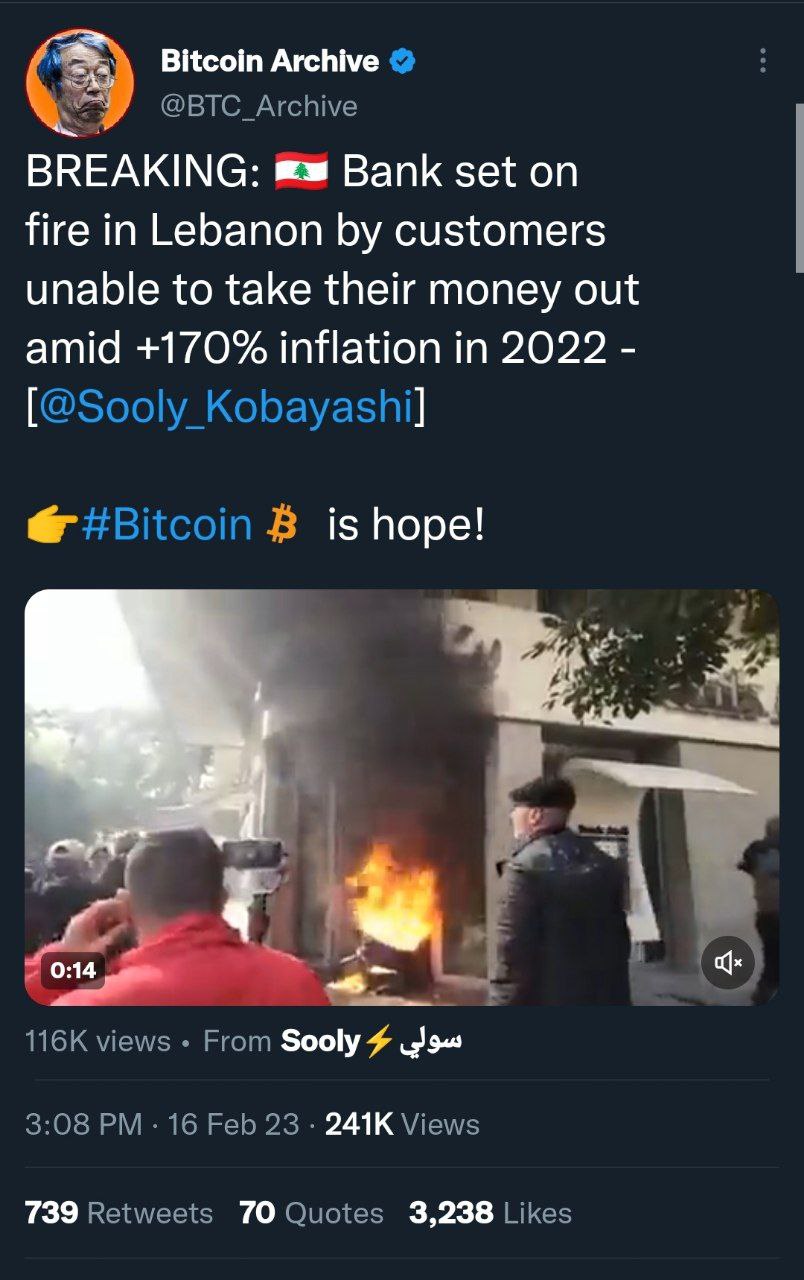 Bitcoin Archive
@BTC_Archive
BREAKING: 🇱🇧 Bank set on
fire in Lebanon by customers
unable to take their money out
amid +170% inflation in 2022 -
[@Sooly_Kobayashi]
👉#Bitcoin ₿ is hope!
0:14
116K views • From Sooly⚡سولي
3:08 PM · 16 Feb 23 · 241K Views
739 Retweets 70 Quotes 3,238 Likes